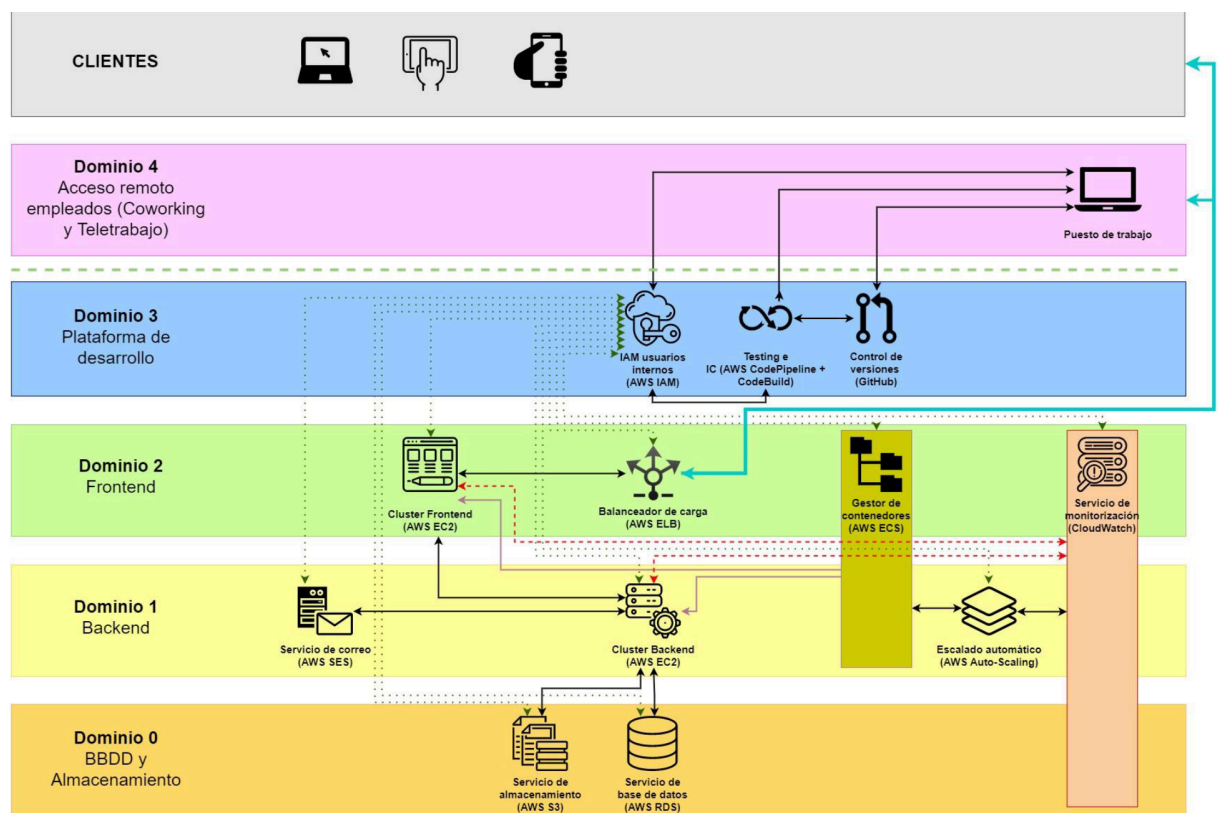 CLIENTES
Dominio 4
Acceso remoto
empleados (Coworking
y Teletrabajo)
Puesto de trabajo
Dominio 3
Plataforma de
desarrollo
IAM usuarios
internos
(AWS IAM)
Testing e
IC (AWS CodePipeline +
CodeBuild)
Control de
versiones
(GitHub)
Dominio 2
Frontend
Cluster Frontend
(AWS EC2)
Balanceador de carga
(AWS ELB)
Gestor de
contenedores
(AWS ECS)
Servicio de
monitorización
(CloudWatch)
Dominio 1
Backend
Servicio de correo
(AWS SES)
Cluster Backend
(AWS EC2)
Escalado automático
(AWS Auto-Scaling)
Dominio 0
BBDD y
Almacenamiento
Servicio de
almacenamiento
(AWS S3)
Servicio de
base de datos
(AWS RDS)